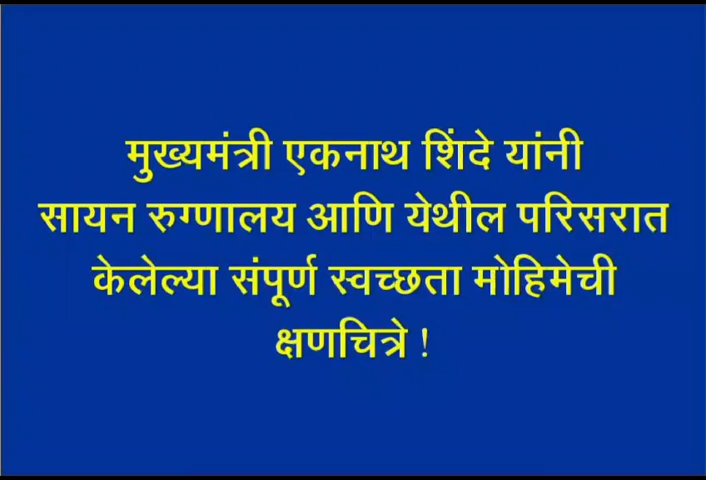 मुख्यमंत्री एकनाथ शिंदे यांनी
सायन रुग्णालय आणि येथील परिसरात
केलेल्या संपूर्ण स्वच्छता मोहिमेची
क्षणचित्रे !